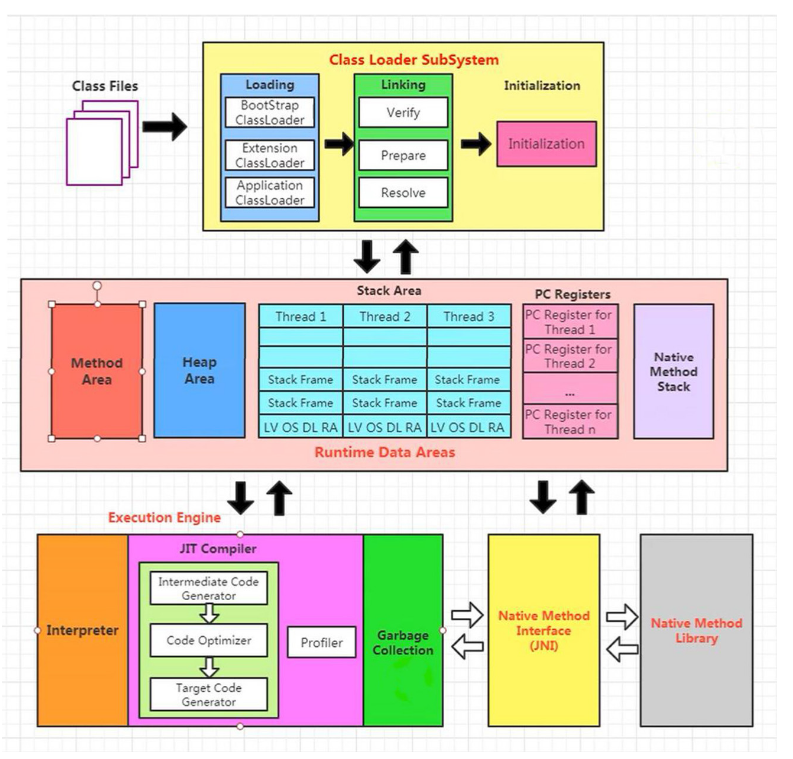 Class Files
Class Loader SubSystem
Loading
BootStrap
ClassLoader
Extension
ClassLoader
Application
ClassLoader
Linking
Verify
Prepare
Resolve
Initialization
Initialization
Method
Area
Heap
Area
Stack Area
Thread 1
Thread 2
Thread 3
Stack Frame
Stack Frame
Stack Frame
Stack Frame
Stack Frame
Stack Frame
LV OS DL RA
LV OS DL RA
LV OS DL RA
PC Registers
PC Register for
Thread 1
PC Register for
Thread 2
...
PC Register for
Thread n
Native
Method
Stack
Runtime Data Areas
Execution Engine
Interpreter
JIT Compiler
Intermediate Code
Generator
Code Optimizer
Target Code
Generator
Profiler
Garbage
Collection
Native Method
Interface
(JNI)
Native Method
Library